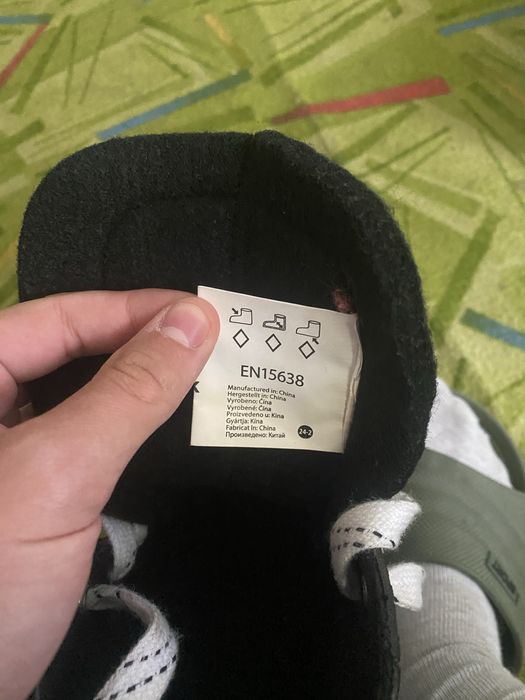 EN15638
Manufactured in: China
Hergestellt in: China
Vyrobeno: Čína
Vyrobené: Čína
Proizvedeno u: Kina
Gyártja: Kína
Fabricat în: China
Произведено: Китай
24-2